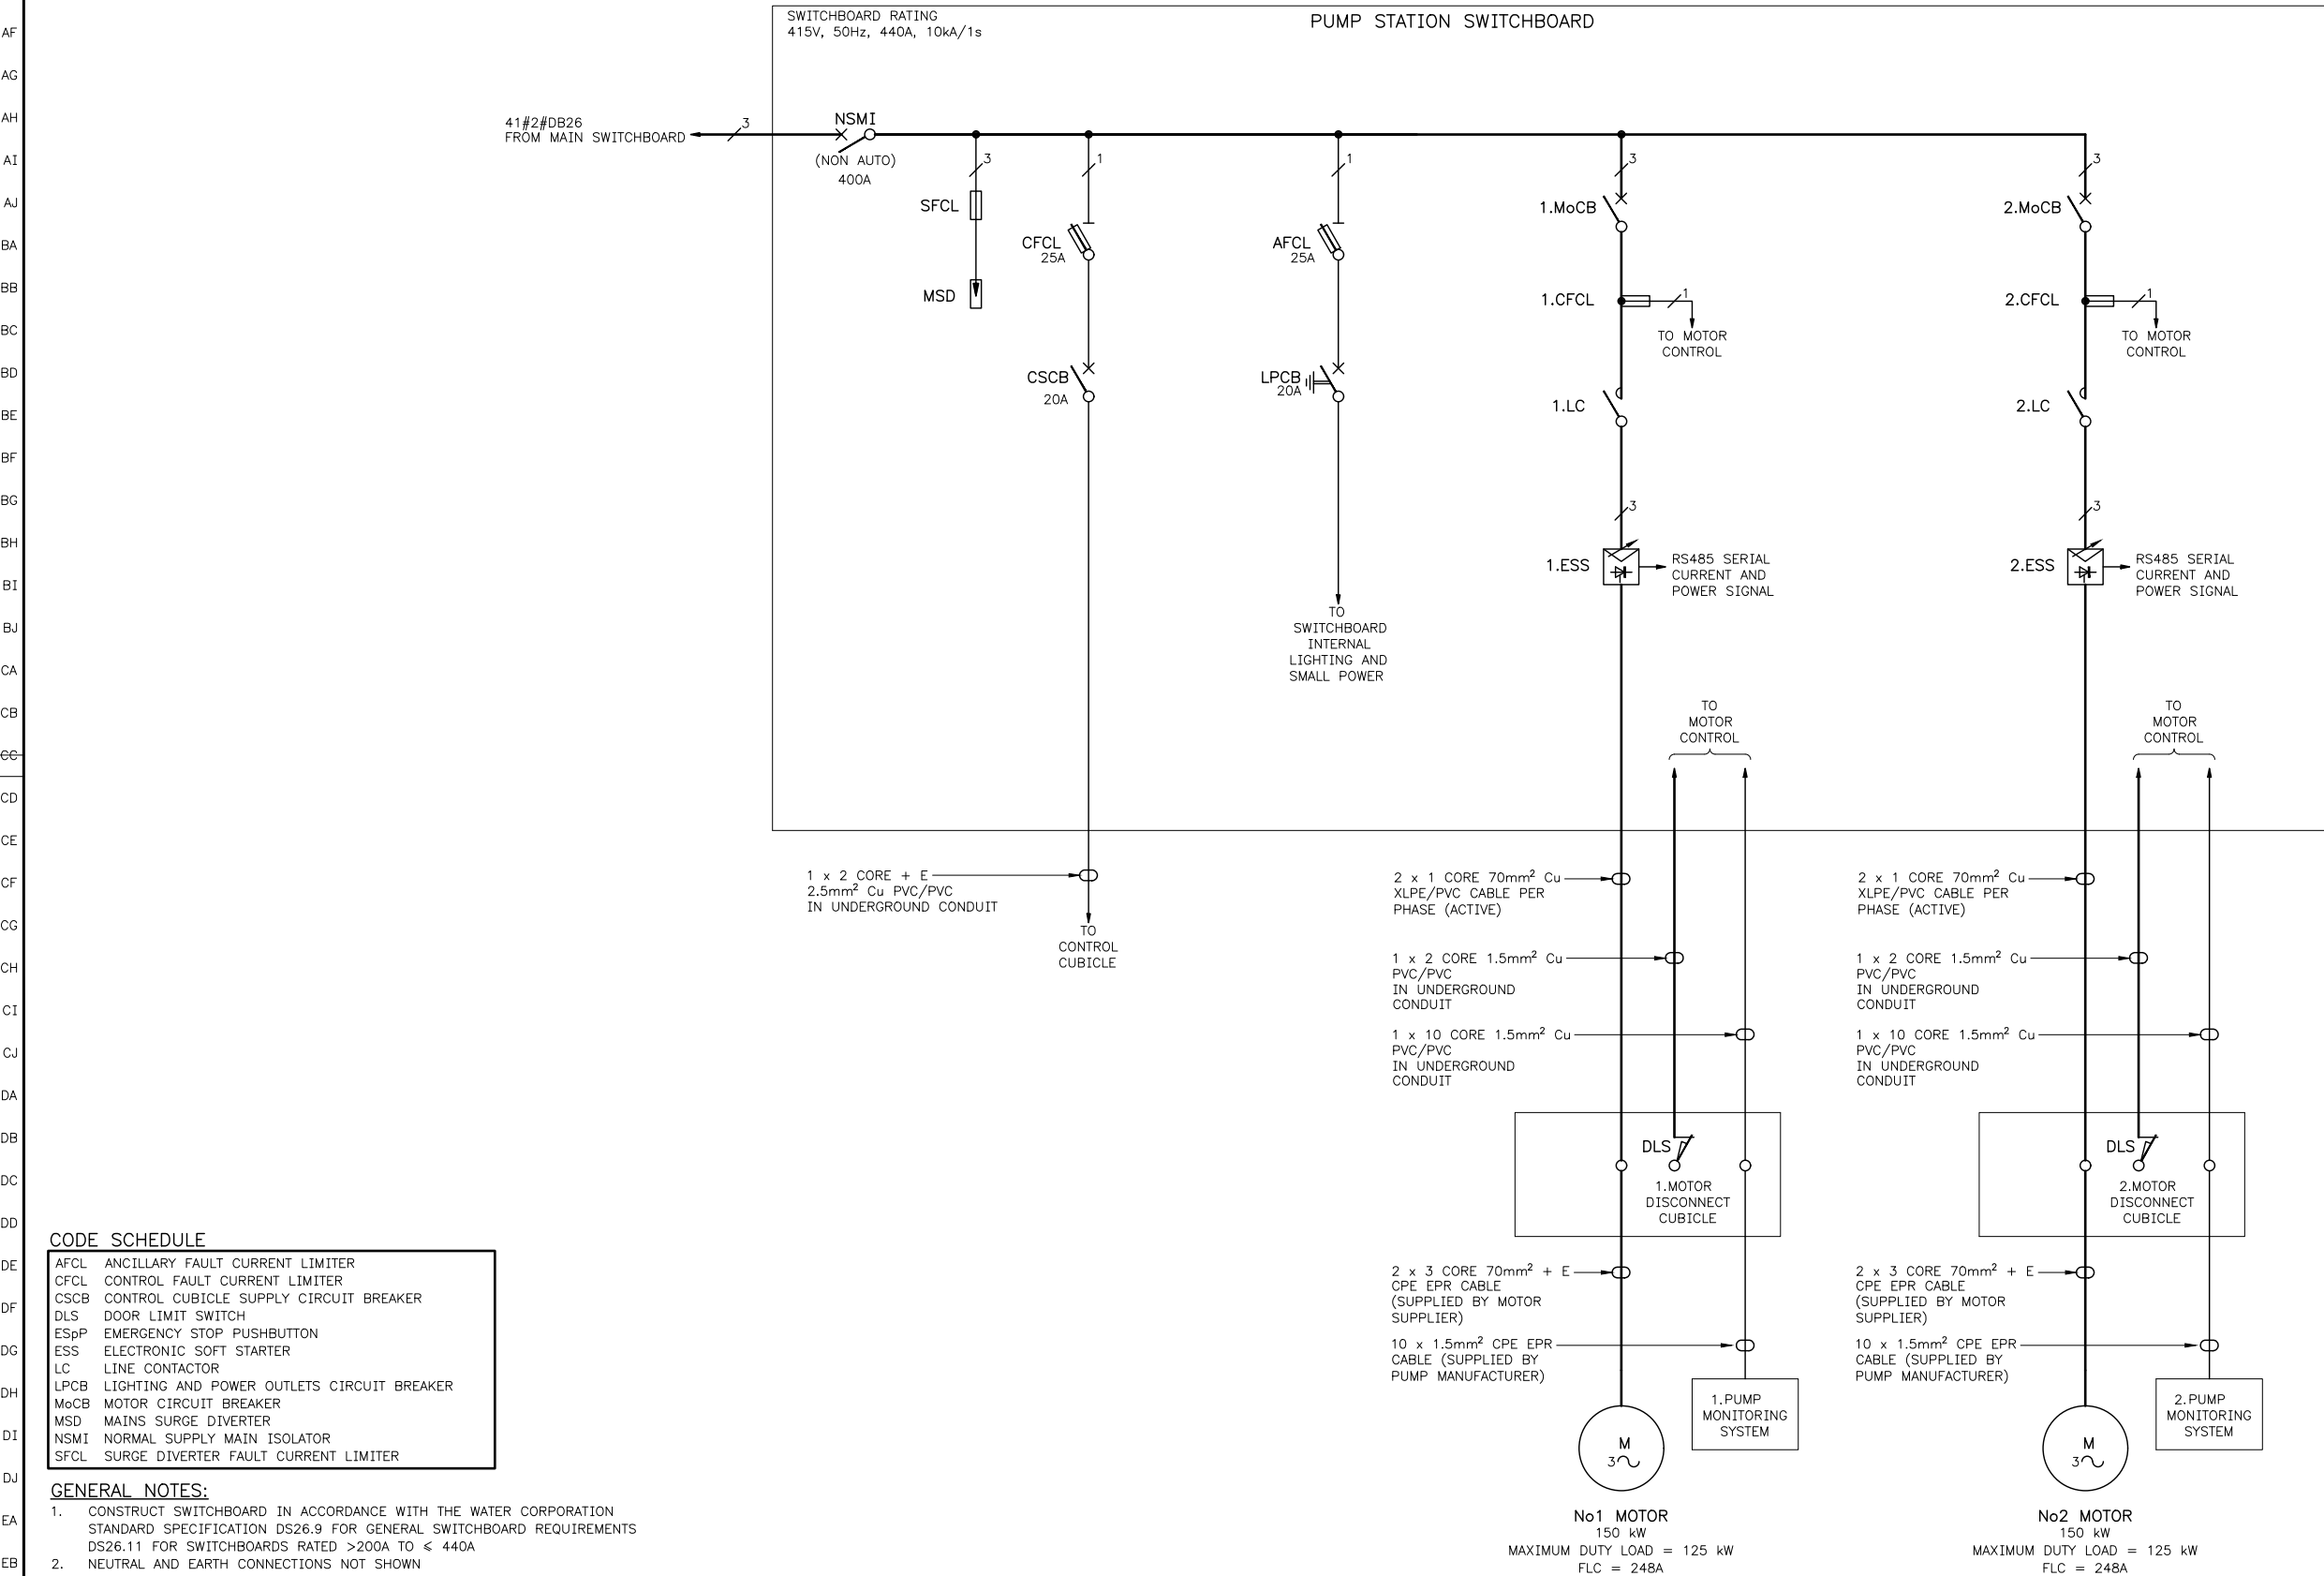 AF
AG
AH
AI
AJ
BA
BB
BC
BD
BE
BF
BG
BH
BI
BJ
CA
CB
CC
CD
CE
CF
CG
CH
CI
CJ
DA
DB
DC
DD
DE
DF
DG
DH
DI
DJ
EA
EB
SWITCHBOARD RATING
415V, 50Hz, 440A, 10kA/1s
PUMP STATION SWITCHBOARD
41#2#DB26
FROM MAIN SWITCHBOARD
3
NSMI
(NON AUTO)
400A
3
SFCL
MSD
1
CFCL
25A
CSCB
20A
1 x 2 CORE + E
2.5mm² Cu PVC/PVC
IN UNDERGROUND CONDUIT
TO
CONTROL
CUBICLE
1
AFCL
25A
LPCB
20A
TO
SWITCHBOARD
INTERNAL
LIGHTING AND
SMALL POWER
3
1.MoCB
1.CFCL
1
TO MOTOR
CONTROL
1.LC
3
1.ESS
RS485 SERIAL
CURRENT AND
POWER SIGNAL
TO
MOTOR
CONTROL
2 x 1 CORE 70mm² Cu
XLPE/PVC CABLE PER
PHASE (ACTIVE)
1 x 2 CORE 1.5mm² Cu
PVC/PVC
IN UNDERGROUND
CONDUIT
1 x 10 CORE 1.5mm² Cu
PVC/PVC
IN UNDERGROUND
CONDUIT
DLS
1.MOTOR
DISCONNECT
CUBICLE
2 x 3 CORE 70mm² + E
CPE EPR CABLE
(SUPPLIED BY MOTOR
SUPPLIER)
10 x 1.5mm² CPE EPR
CABLE (SUPPLIED BY
PUMP MANUFACTURER)
1.PUMP
MONITORING
SYSTEM
M
3
No1 MOTOR
150 kW
MAXIMUM DUTY LOAD = 125 kW
FLC = 248A
3
2.MoCB
2.CFCL
1
TO MOTOR
CONTROL
2.LC
3
2.ESS
RS485 SERIAL
CURRENT AND
POWER SIGNAL
TO
MOTOR
CONTROL
2 x 1 CORE 70mm² Cu
XLPE/PVC CABLE PER
PHASE (ACTIVE)
1 x 2 CORE 1.5mm² Cu
PVC/PVC
IN UNDERGROUND
CONDUIT
1 x 10 CORE 1.5mm² Cu
PVC/PVC
IN UNDERGROUND
CONDUIT
DLS
2.MOTOR
DISCONNECT
CUBICLE
2 x 3 CORE 70mm² + E
CPE EPR CABLE
(SUPPLIED BY MOTOR
SUPPLIER)
10 x 1.5mm² CPE EPR
CABLE (SUPPLIED BY
PUMP MANUFACTURER)
2.PUMP
MONITORING
SYSTEM
M
3
No2 MOTOR
150 kW
MAXIMUM DUTY LOAD = 125 kW
FLC = 248A
CODE SCHEDULE
AFCL ANCILLARY FAULT CURRENT LIMITER
CFCL CONTROL FAULT CURRENT LIMITER
CSCB CONTROL CUBICLE SUPPLY CIRCUIT BREAKER
DLS DOOR LIMIT SWITCH
ESpP EMERGENCY STOP PUSHBUTTON
ESS ELECTRONIC SOFT STARTER
LC LINE CONTACTOR
LPCB LIGHTING AND POWER OUTLETS CIRCUIT BREAKER
MoCB MOTOR CIRCUIT BREAKER
MSD MAINS SURGE DIVERTER
NSMI NORMAL SUPPLY MAIN ISOLATOR
SFCL SURGE DIVERTER FAULT CURRENT LIMITER
GENERAL NOTES:
1. CONSTRUCT SWITCHBOARD IN ACCORDANCE WITH THE WATER CORPORATION
STANDARD SPECIFICATION DS26.9 FOR GENERAL SWITCHBOARD REQUIREMENTS
DS26.11 FOR SWITCHBOARDS RATED >200A TO ⩽ 440A
2. NEUTRAL AND EARTH CONNECTIONS NOT SHOWN